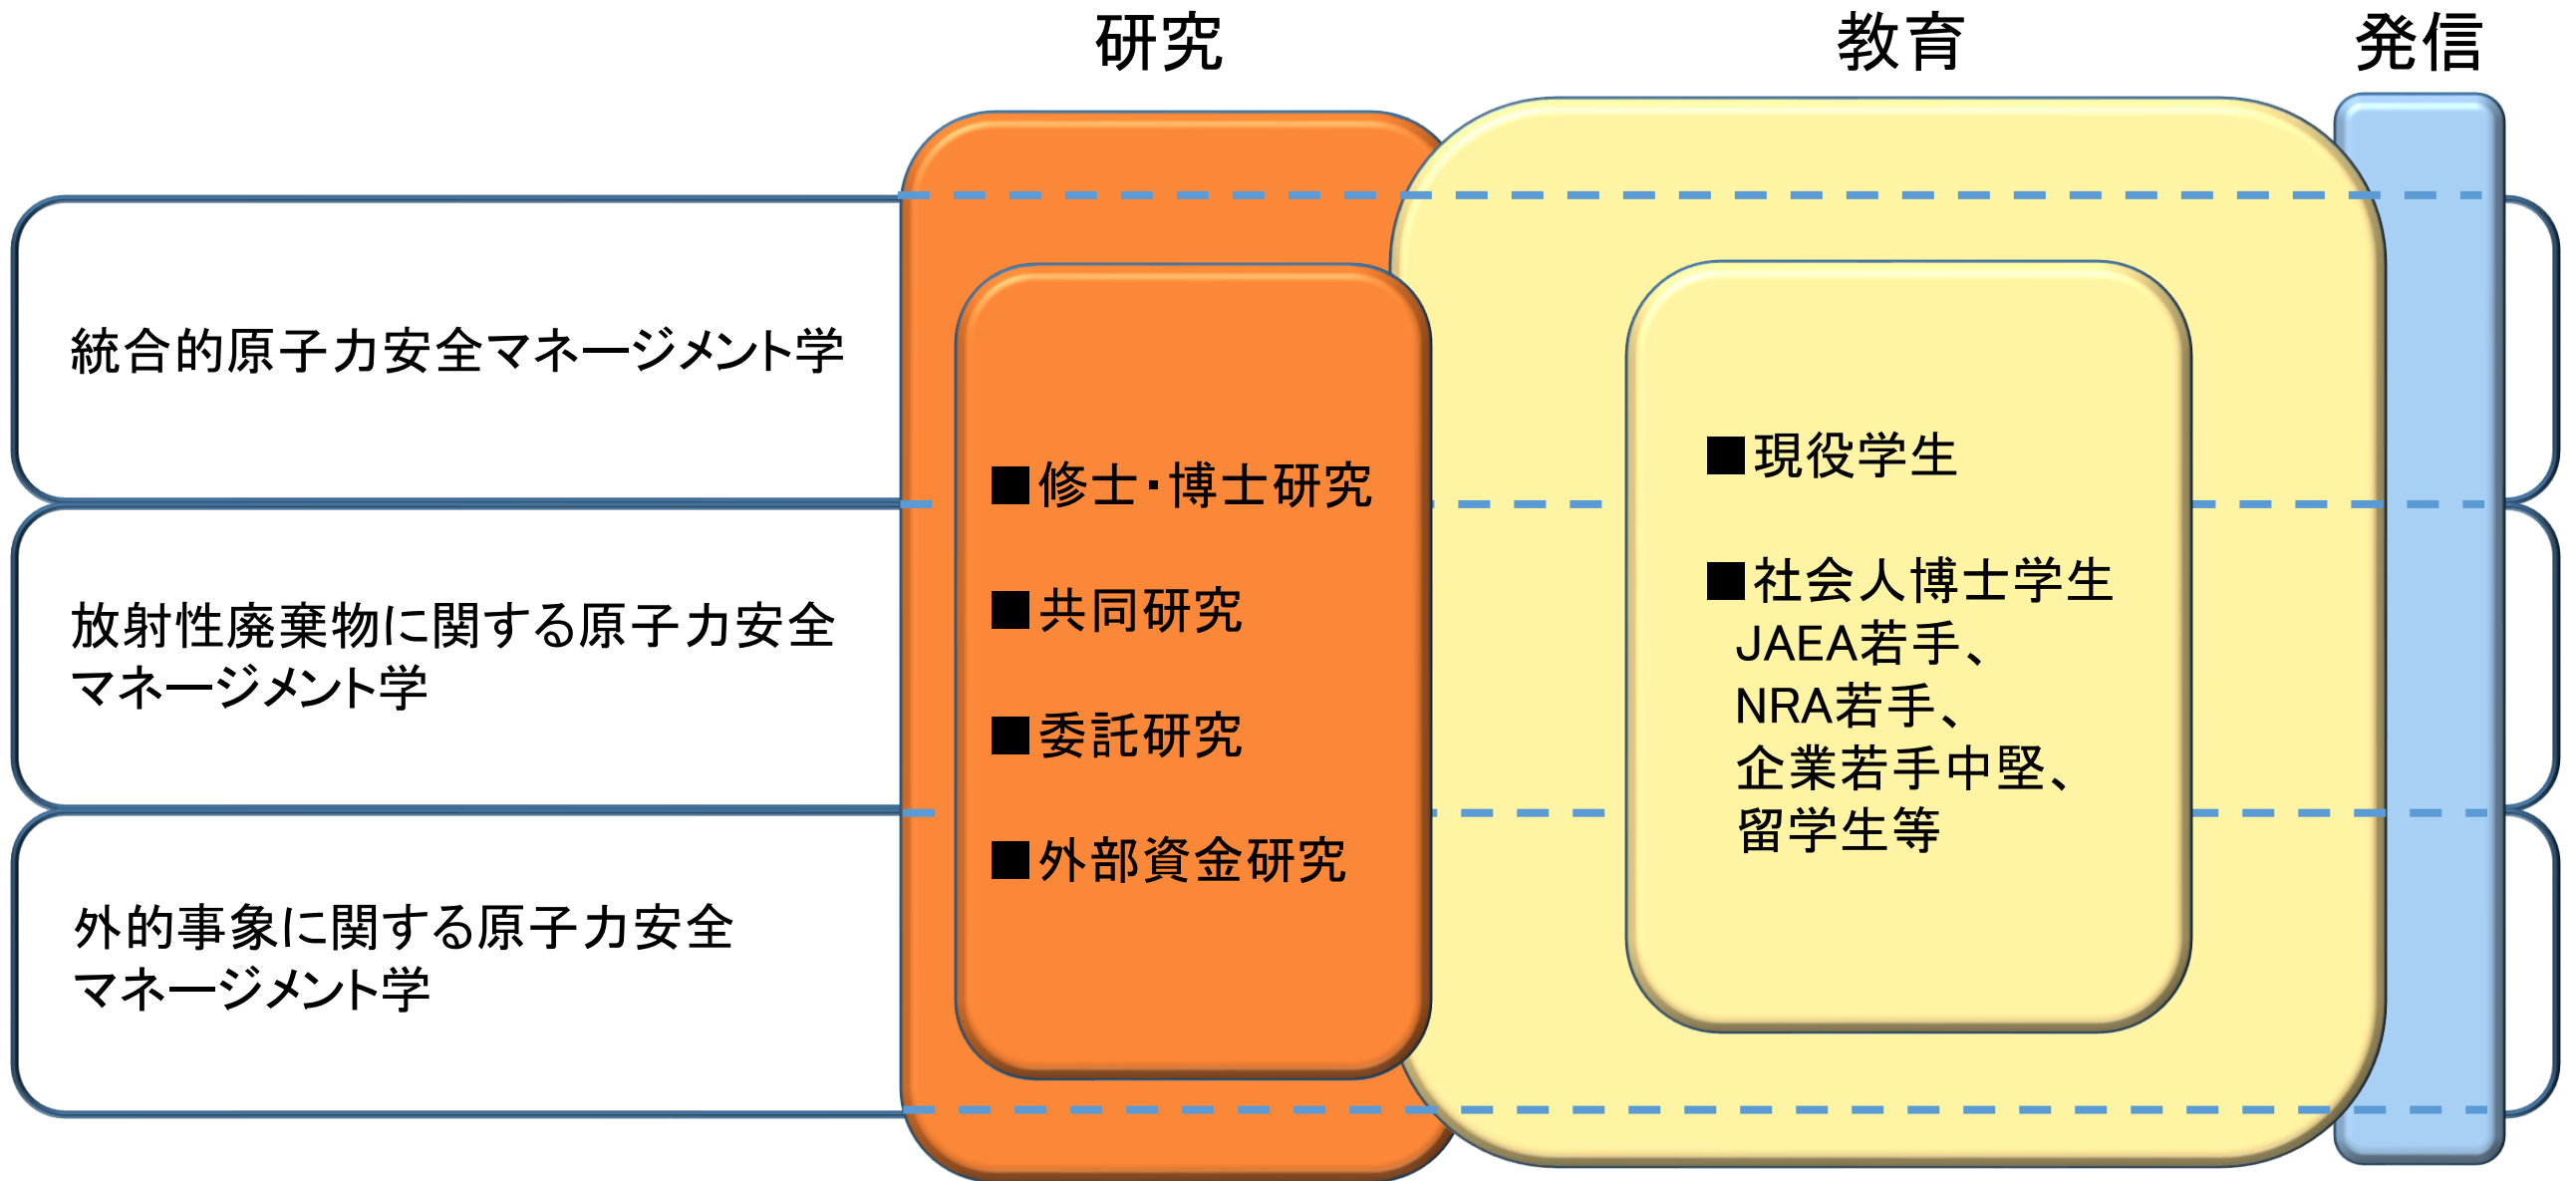 研究
教育
発信
統合的原子力安全マネージメント学
放射性廃棄物に関する原子力安全
マネージメント学
外的事象に関する原子力安全
マネージメント学
■修士・博士研究
■共同研究
■委託研究
■外部資金研究
■現役学生
■社会人博士学生
JAEA若手、
NRA若手、
企業若手中堅、
留学生等